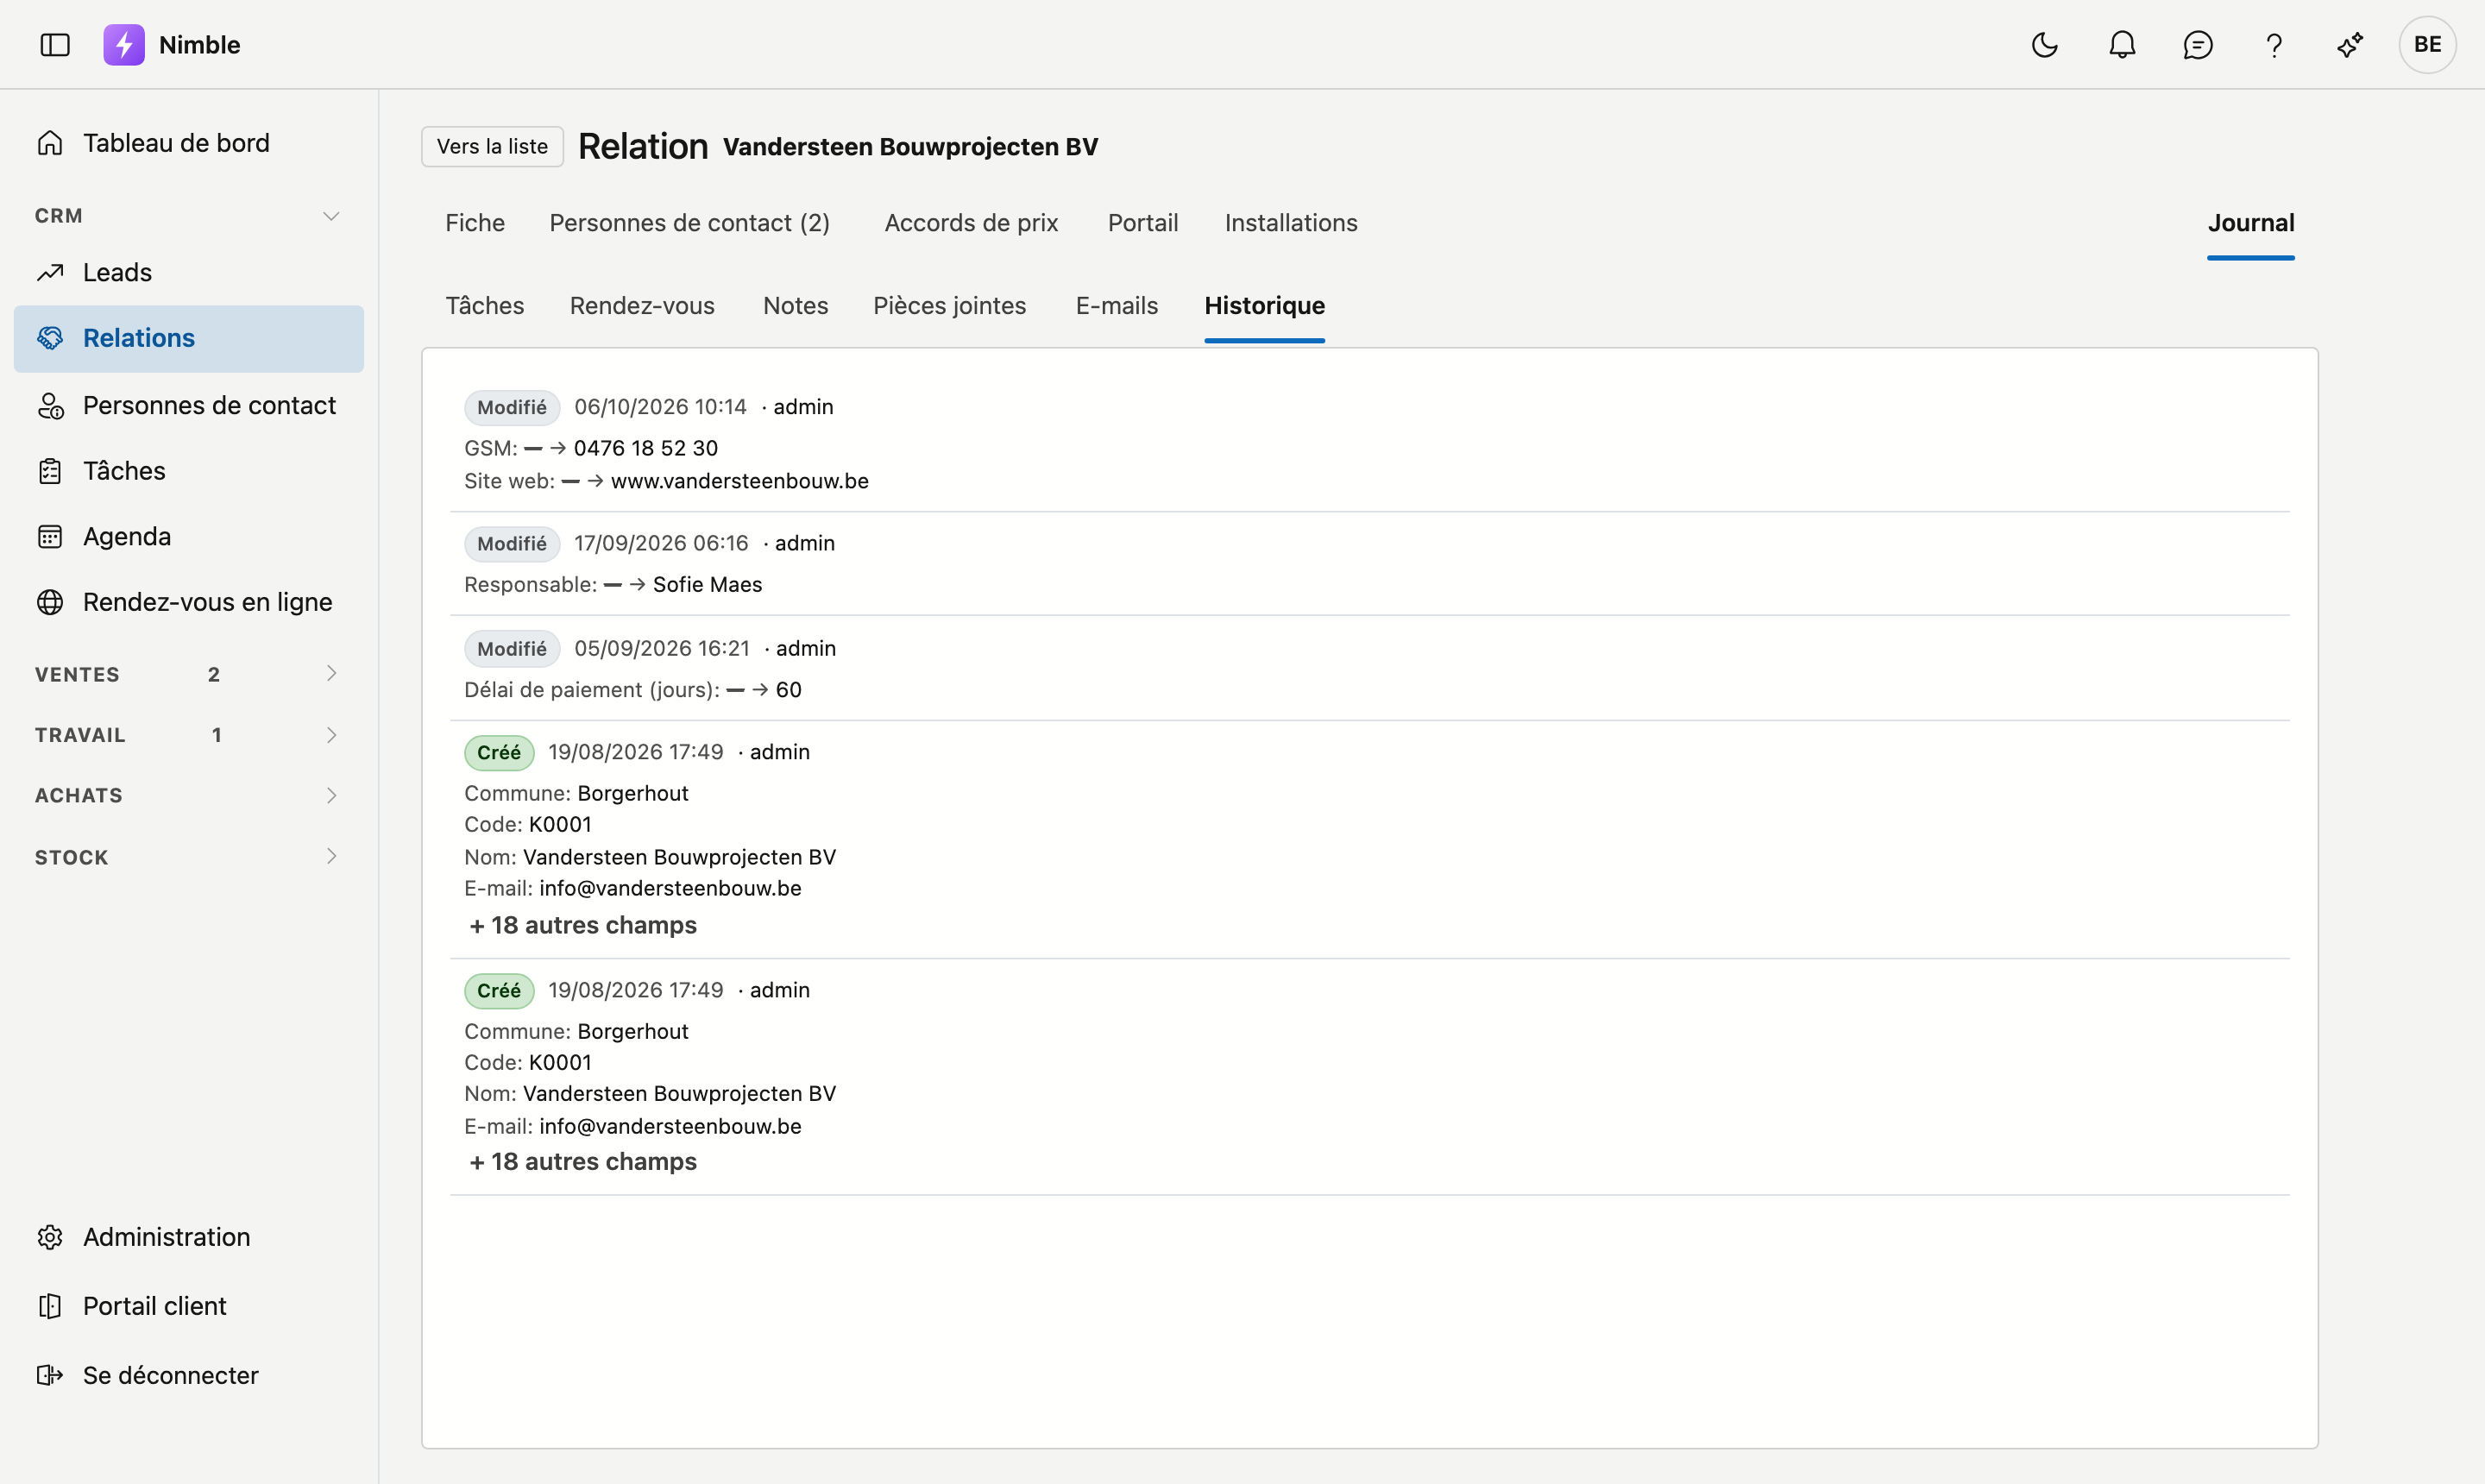 Nimble
BE
Tableau de bord
CRM
Leads
Relations
Personnes de contact
Tâches
Agenda
Rendez-vous en ligne
VENTES 2
TRAVAIL 1
ACHATS
STOCK
Administration
Portail client
Se déconnecter
Vers la liste Relation Vandersteen Bouwprojecten BV
Fiche Personnes de contact (2) Accords de prix Portail Installations Journal
Tâches Rendez-vous Notes Pièces jointes E-mails Historique
Modifié 06/10/2026 10:14 · admin
GSM: — → 0476 18 52 30
Site web: — → www.vandersteenbouw.be
Modifié 17/09/2026 06:16 · admin
Responsable: — → Sofie Maes
Modifié 05/09/2026 16:21 · admin
Délai de paiement (jours): — → 60
Créé 19/08/2026 17:49 · admin
Commune: Borgerhout
Code: K0001
Nom: Vandersteen Bouwprojecten BV
E-mail: info@vandersteenbouw.be
+ 18 autres champs
Créé 19/08/2026 17:49 · admin
Commune: Borgerhout
Code: K0001
Nom: Vandersteen Bouwprojecten BV
E-mail: info@vandersteenbouw.be
+ 18 autres champs